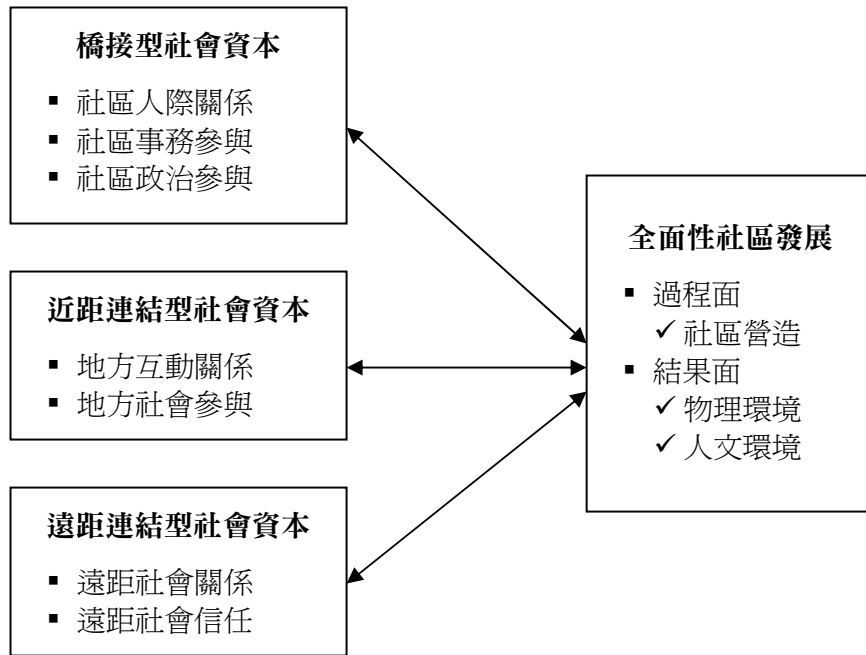 橋接型社會資本
▪ 社區人際關係
▪ 社區事務參與
▪ 社區政治參與
近距連結型社會資本
▪ 地方互動關係
▪ 地方社會參與
遠距連結型社會資本
▪ 遠距社會關係
▪ 遠距社會信任
全面性社區發展
▪ 過程面
✓ 社區營造
▪ 結果面
✓ 物理環境
✓ 人文環境